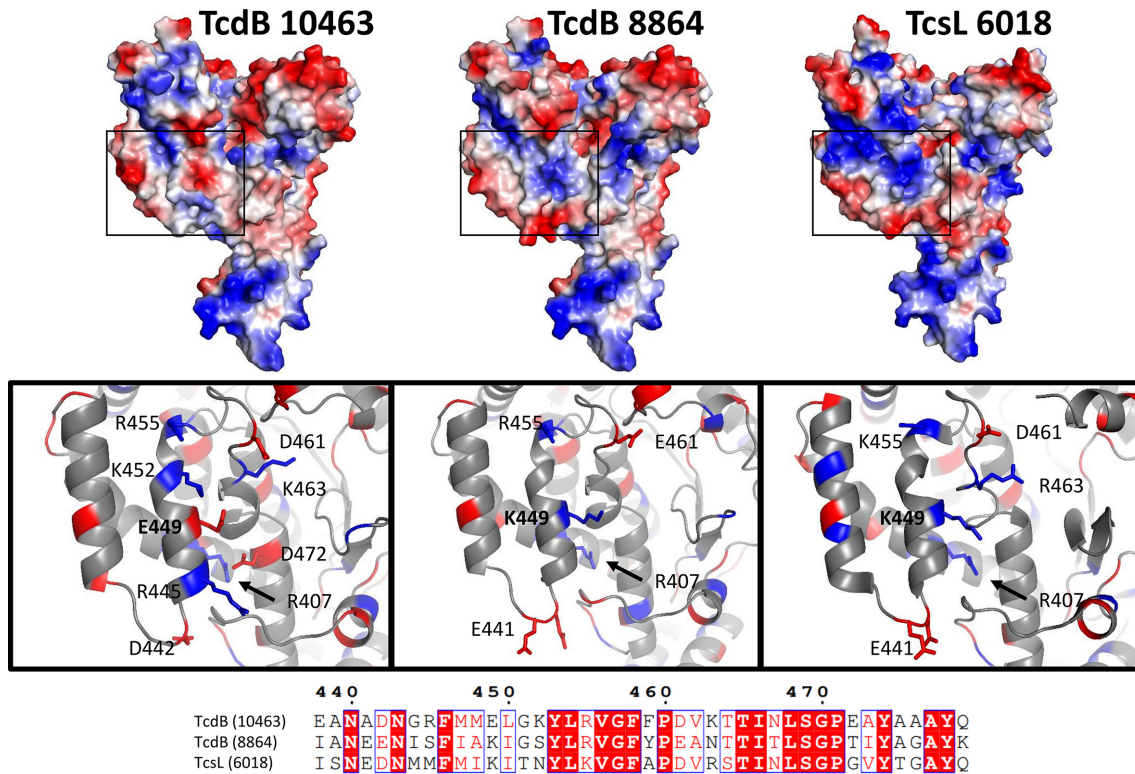 TcdB 10463 TcdB 8864 TcsL 6018
R455 D461
K452 K463
E449 D472
R445 R407
D442
R455 E461
K449
R407
E441
K455 D461
R463
K449
R407
E441
440 450 460 470
TcdB (10463) EANADNGRFMMELGKYLRVGFFPDVKTTINLSGPEAYAAAYQ
TcdB (8864) IANEENISFIAKIGSYLRVGFYPEANTTITLSGPTIYSGAYK
TcsL (6018) ISNEDNMMFMIKITNYLKVGFAPDVRSTINLSGPGVYTGAYQ